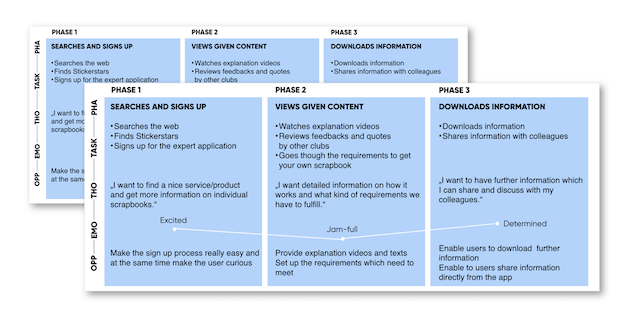 PHASE 1
PHASE 2
PHASE 3
PHA
TASK
THO
EMO
OPP
SEARCHES AND SIGNS UP
VIEWS GIVEN CONTENT
DOWNLOADS INFORMATION
•Searches the web
•Finds Stickerstars
•Signs up for the expert application
•Watches explanation videos
•Reviews feedbacks and quotes
by other clubs
•Downloads information
•Shares information with colleagues
„I want to fi
and get mo
scrapbooks
Make the s
at the same
PHASE 1
PHASE 2
PHASE 3
PHA
TASK
THO
EMO
OPP
SEARCHES AND SIGNS UP
•Searches the web
•Finds Stickerstars
•Signs up for the expert application
„I want to find a nice service/product
and get more information on individual
scrapbooks.“
Excited
Make the sign up process really easy and
at the same time make the user curious
VIEWS GIVEN CONTENT
•Watches explanation videos
•Reviews feedbacks and quotes
by other clubs
•Goes though the requirements to get
your own scrapbook
„I want detailed information on how it
works and what kind of requirements we
have to fulfill.“
Jam-full
Provide explanation videos and texts
Set up the requirements which need to
meet
DOWNLOADS INFORMATION
•Downloads information
•Shares information with colleagues
„I want to have further information which
I can share and discuss with my
colleagues.“
Determined
Enable users to download further
information
Enable to users share information
directly from the app